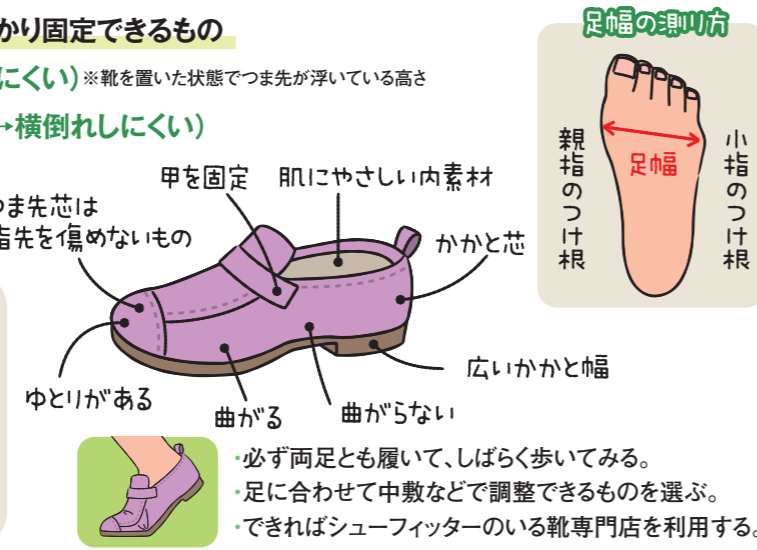 かり固定できるもの
にくい)※靴を置いた状態でつま先が浮いている高さ
→横倒れしにくい)
足幅の測り方
親指のつけ根
足幅
小指のつけ根
甲を固定
肌にやさしい内素材
ま先芯は
指先を傷めないもの
かかと芯
広いかかと幅
ゆとりがある
曲がる
曲がらない
・必ず両足とも履いて、しばらく歩いてみる。
・足に合わせて中敷などで調整できるものを選ぶ。
・できればシューフィッターのいる靴専門店を利用する。